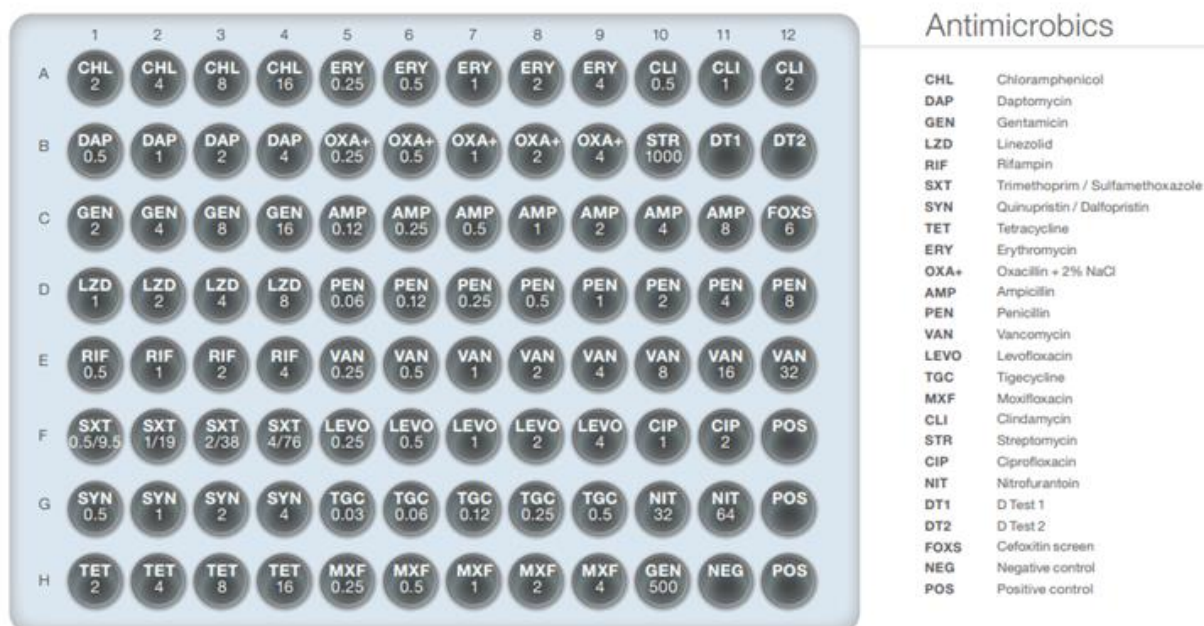 Antimicrobics
1 2 3 4 5 6 7 8 9 10 11 12
A
CHL CHL CHL CHL ERY ERY ERY ERY ERY CLI CLI CLI
2 4 8 16 0.25 0.5 1 2 4 0.5 1 2
B
DAP DAP DAP DAP OXA+ OXA+ OXA+ OXA+ OXA+ STR DT1 DT2
0.5 1 2 4 0.25 0.5 1 2 4 1000
C
GEN GEN GEN GEN AMP AMP AMP AMP AMP AMP AMP FOXS
2 4 8 16 0.12 0.25 0.5 1 2 4 8 6
D
LZD LZD LZD LZD PEN PEN PEN PEN PEN PEN PEN PEN
1 2 4 8 0.06 0.12 0.25 0.5 1 2 4 8
E
RIF RIF RIF RIF VAN VAN VAN VAN VAN VAN VAN VAN
0.5 1 2 4 0.25 0.5 1 2 4 8 16 32
F
SXT SXT SXT SXT LEVO LEVO LEVO LEVO LEVO CIP CIP POS
0.5/9.5 1/19 2/38 4/76 0.25 0.5 1 2 4 1 2
G
SYN SYN SYN SYN TGC TGC TGC TGC TGC NIT NIT POS
0.5 1 2 4 0.03 0.06 0.12 0.25 0.5 32 64
H
TET TET TET TET MXF MXF MXF MXF MXF GEN NEG POS
2 4 8 16 0.25 0.5 1 2 4 500
CHL Chloramphenicol
DAP Daptomycin
GEN Gentamicin
LZD Linezolid
RIF Rifampin
SXT Trimethoprim / Sulfamethoxazole
SYN Quinupristin / Dalfopristin
TET Tetracycline
ERY Erythromycin
OXA+ Oxacillin + 2% NaCl
AMP Ampicillin
PEN Penicillin
VAN Vancomycin
LEVO Levofloxacin
TGC Tigecycline
MXF Moxifloxacin
CLI Clindamycin
STR Streptomycin
CIP Ciprofloxacin
NIT Nitrofurantoin
DT1 D Test 1
DT2 D Test 2
FOXS Cefoxitin screen
NEG Negative control
POS Positive control